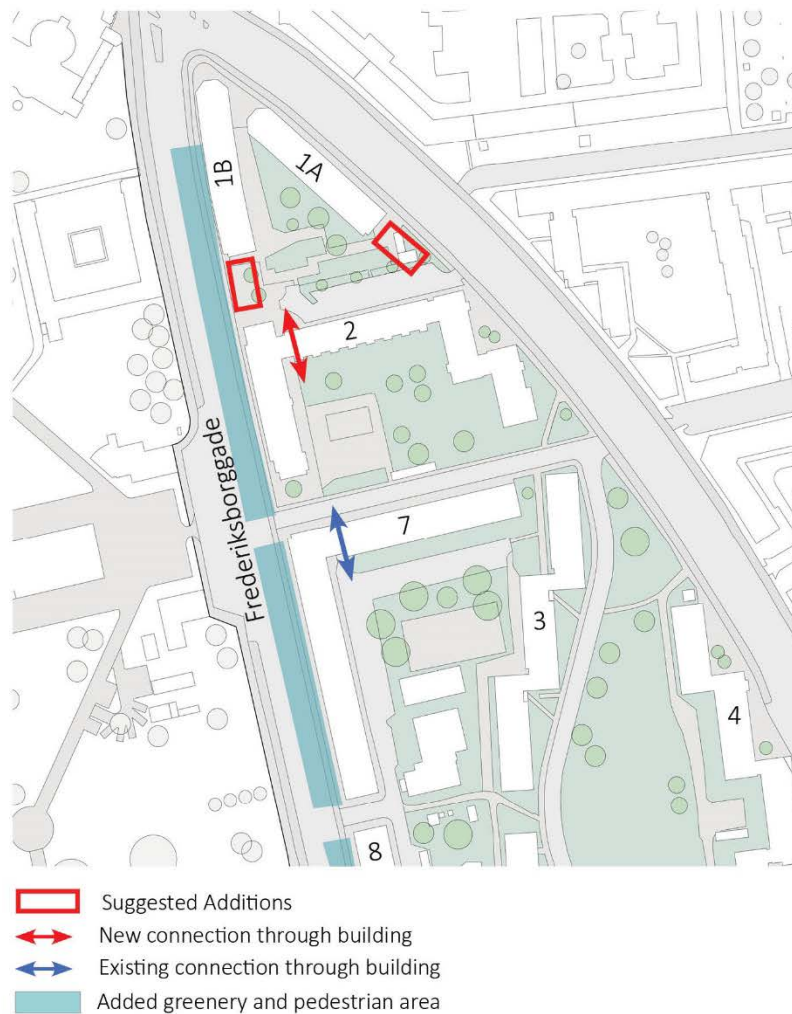 1A
1B
2
Frederiksborggade
7
3
4
8
Suggested Additions
New connection through building
Existing connection through building
Added greenery and pedestrian area